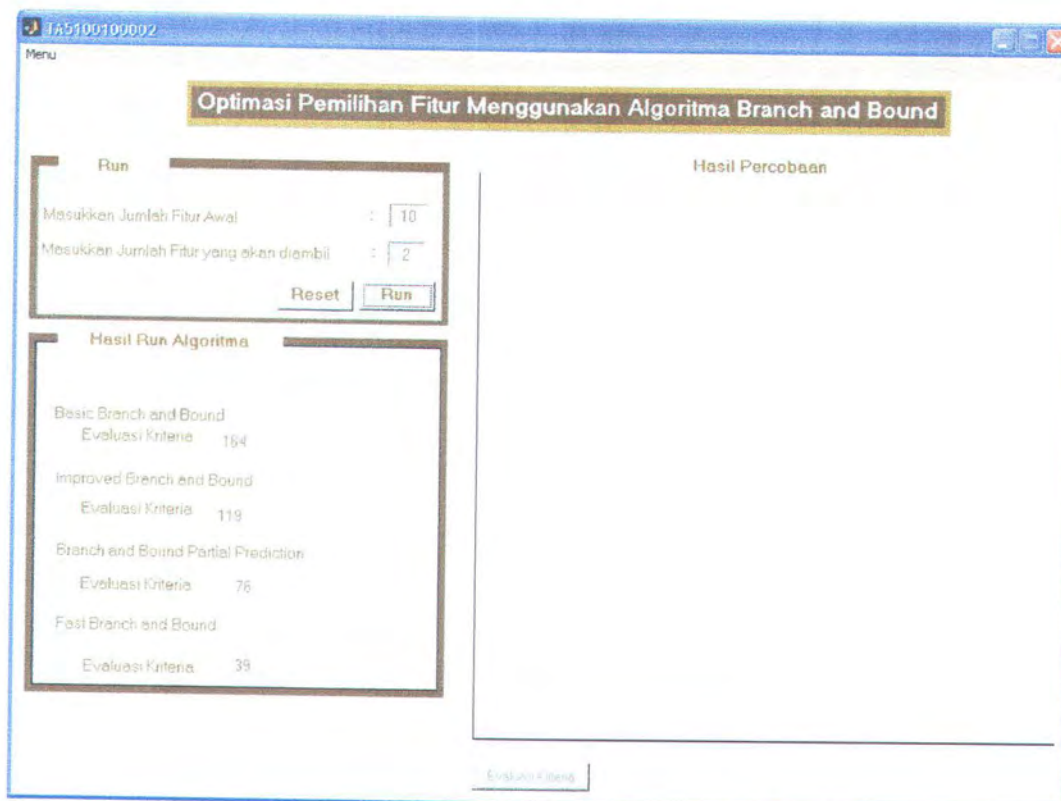 TA5100100002
Menu
Optimasi Pemilihan Fitur Menggunakan Algoritma Branch and Bound
Run
Masukkan Jumlah Fitur Awal : 10
Masukkan Jumlah Fitur yang akan diambil : 2
Reset Run
Hasil Run Algoritma
Basic Branch and Bound
Evaluasi Kriteria 164
Improved Branch and Bound
Evaluasi Kriteria 119
Branch and Bound Partial Prediction
Evaluasi Kriteria 76
Fast Branch and Bound
Evaluasi Kriteria 39
Hasil Percobaan
Evaluasi Kriteria